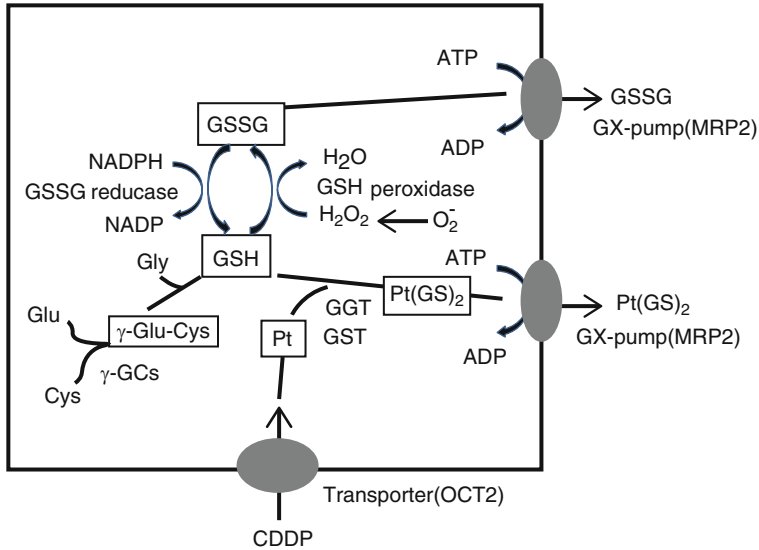 ATP
GSSG
GX-pump(MRP2)
ADP
GSSG
NADPH
GSSG reducase
NADP
H₂O
GSH peroxidase
H₂O₂
O₂⁻
GSH
Gly
ATP
Pt(GS)₂
Pt(GS)₂
GX-pump(MRP2)
ADP
GGT
GST
Pt
Glu
γ-Glu-Cys
γ-GCs
Cys
Transporter(OCT2)
CDDP